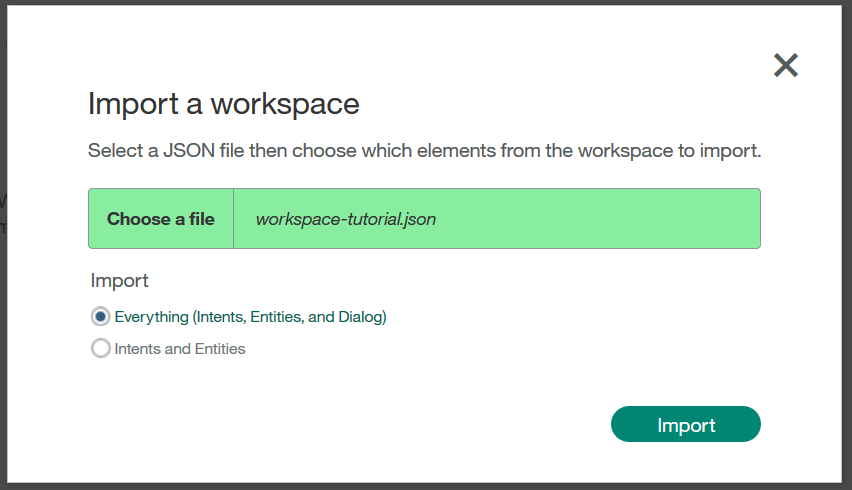 Import a workspace
Select a JSON file then choose which elements from the workspace to import.
Choose a file workspace-tutorial.json
Import
Everything (Intents, Entities, and Dialog)
Intents and Entities
Import